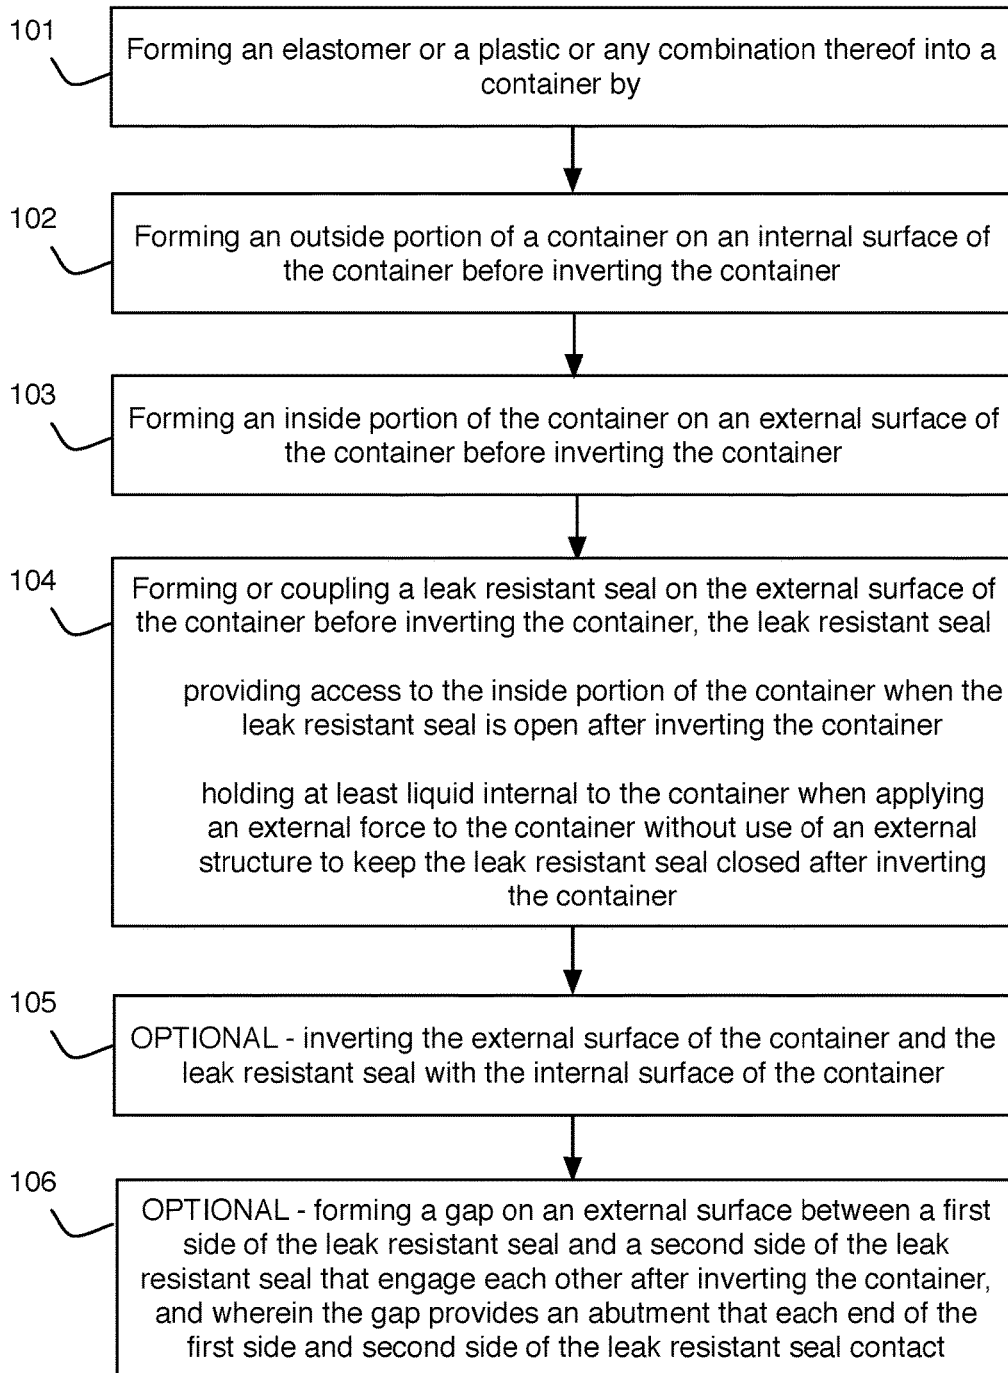 101
Forming an elastomer or a plastic or any combination thereof into a
container by
102
Forming an outside portion of a container on an internal surface of
the container before inverting the container
103
Forming an inside portion of the container on an external surface of
the container before inverting the container
104
Forming or coupling a leak resistant seal on the external surface of
the container before inverting the container, the leak resistant seal
providing access to the inside portion of the container when the
leak resistant seal is open after inverting the container
holding at least liquid internal to the container when applying
an external force to the container without use of an external
structure to keep the leak resistant seal closed after inverting
the container
105
OPTIONAL - inverting the external surface of the container and the
leak resistant seal with the internal surface of the container
106
OPTIONAL - forming a gap on an external surface between a first
side of the leak resistant seal and a second side of the leak
resistant seal that engage each other after inverting the container,
and wherein the gap provides an abutment that each end of the
first side and second side of the leak resistant seal contact